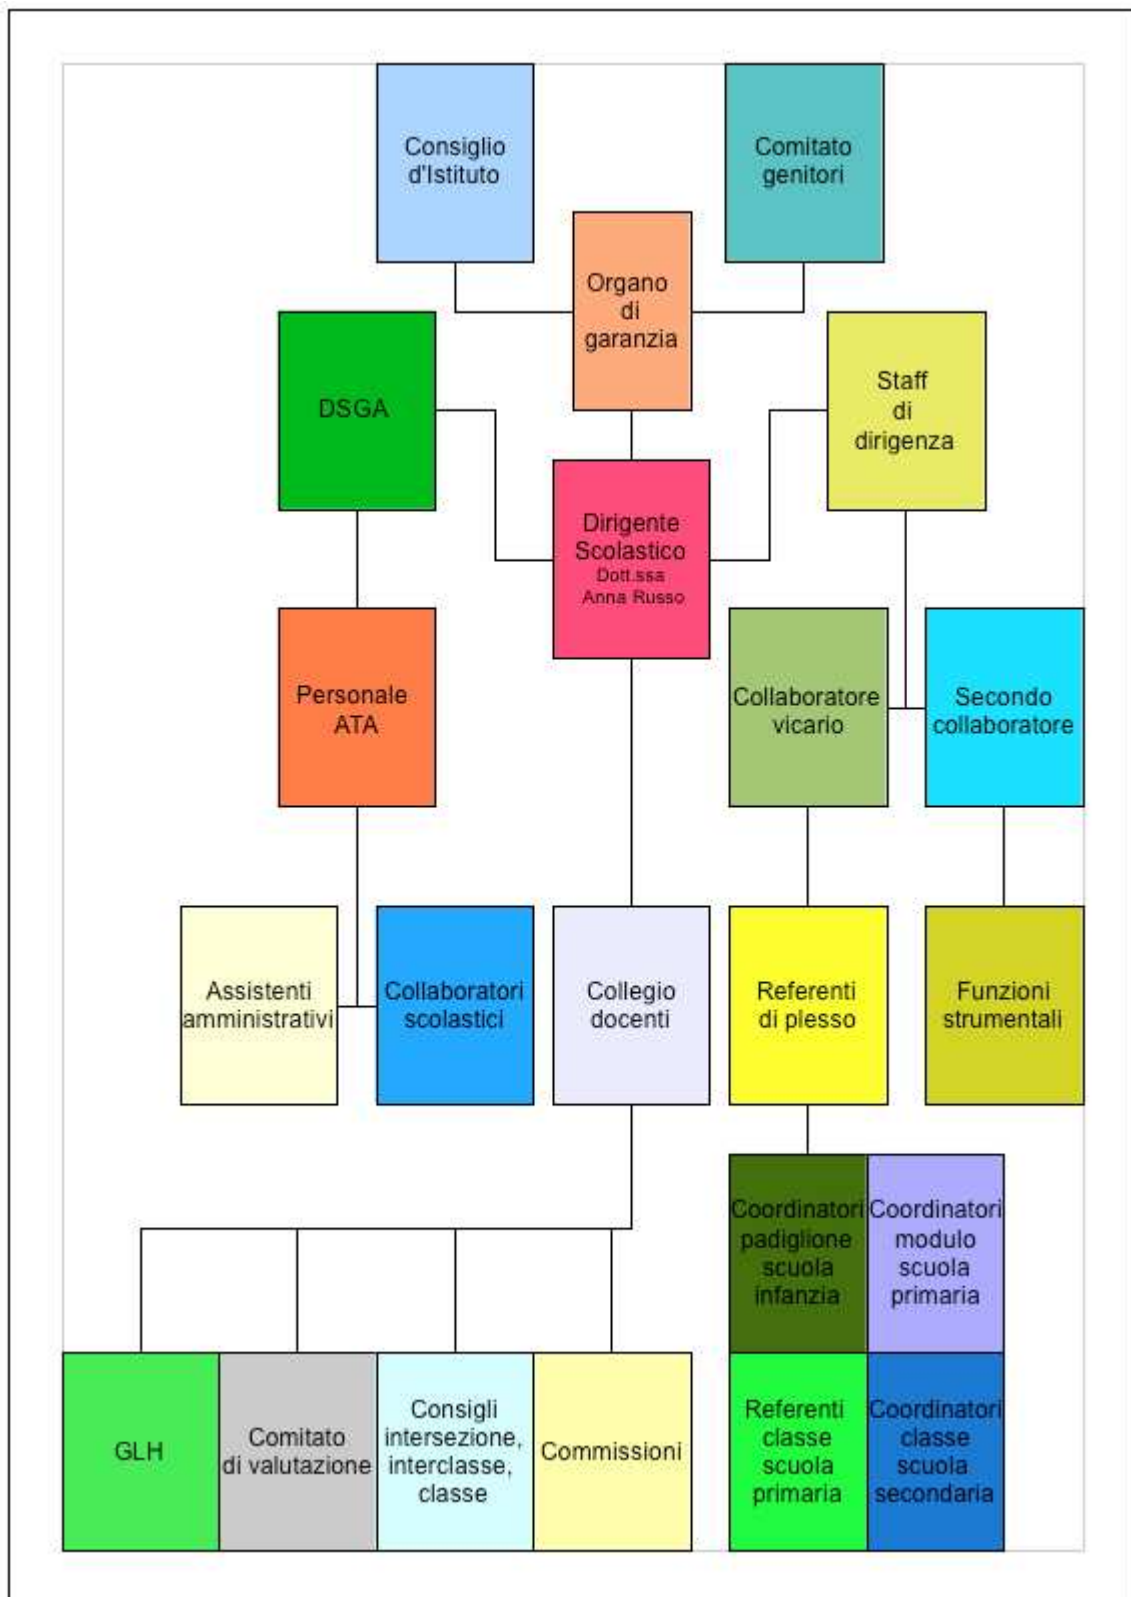 Consiglio
d'Istituto
Comitato
genitori
Organo
di
garanzia
DSGA
Staff
di
dirigenza
Dirigente
Scolastico
Dott.ssa
Anna Russo
Personale
ATA
Collaboratore
vicario
Secondo
collaboratore
Assistenti
amministrativi
Collaboratori
scolastici
Collegio
docenti
Referenti
di plesso
Funzioni
strumentali
Coordinatori
padiglione
scuola
infanzia
Coordinatori
modulo
scuola
primaria
GLH
Comitato
di valutazione
Consigli
intersezione,
interclasse,
classe
Commissioni
Referenti
classe
scuola
primaria
Coordinatori
classe
scuola
secondaria